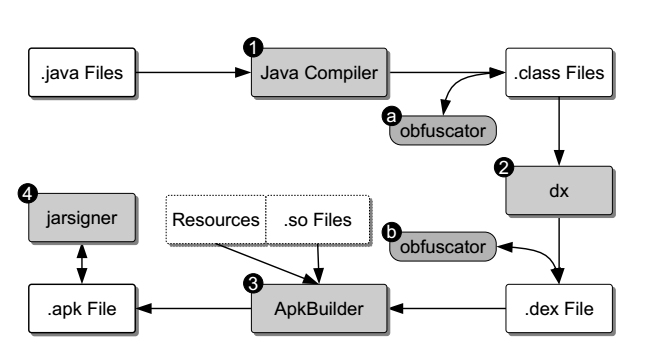 1
.java Files
Java Compiler
.class Files
a
obfuscator
2
dx
4
jarsigner
Resources
.so Files
b
obfuscator
3
.apk File
ApkBuilder
.dex File